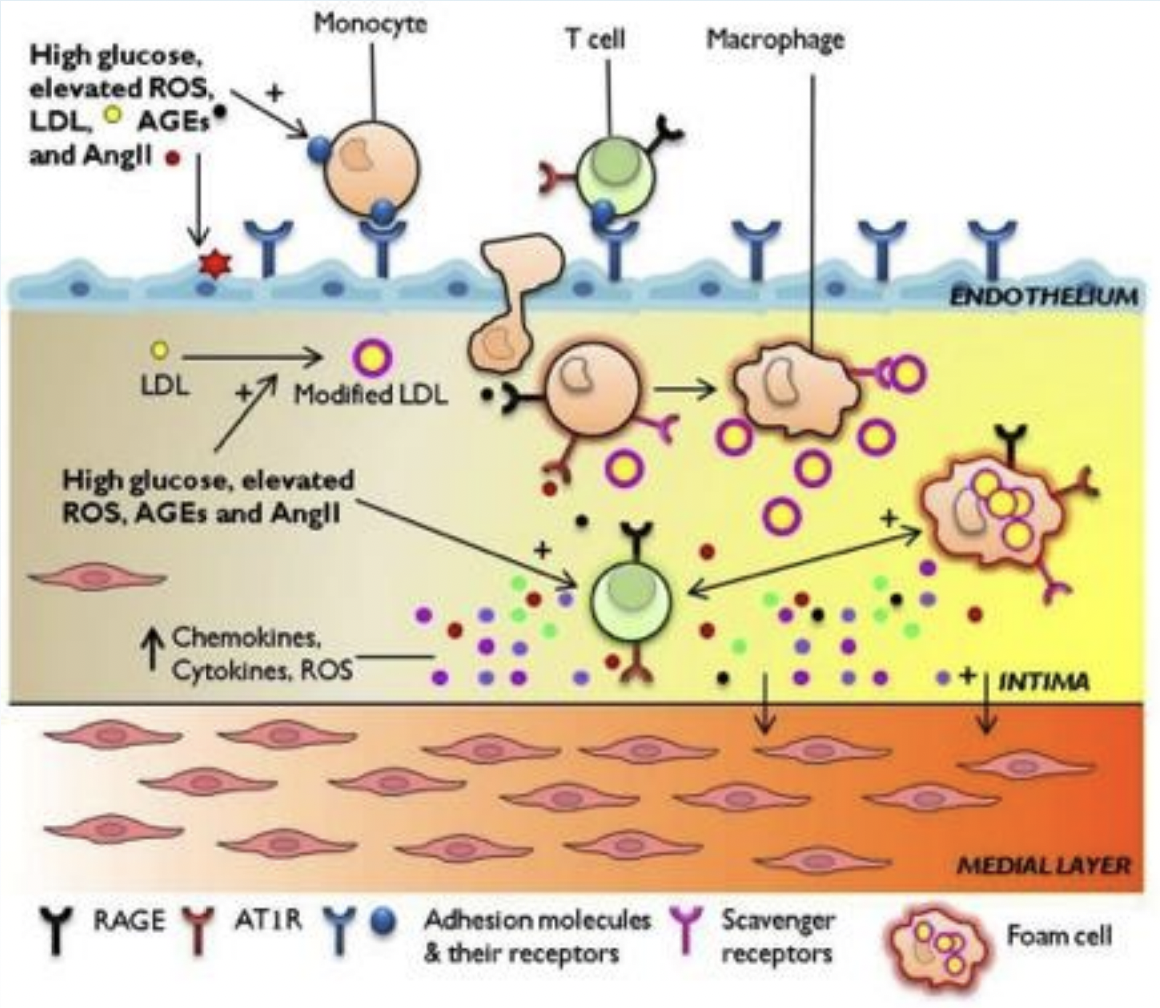 Monocyte
T cell
Macrophage
High glucose,
elevated ROS,
LDL, AGEs
and AngII
+
ENDOTHELIUM
LDL
+
Modified LDL
High glucose, elevated
ROS, AGEs and AngII
+
+
Chemokines,
Cytokines, ROS
+
INTIMA
MEDIAL LAYER
RAGE
AT1R
Adhesion molecules
& their receptors
Scavenger
receptors
Foam cell